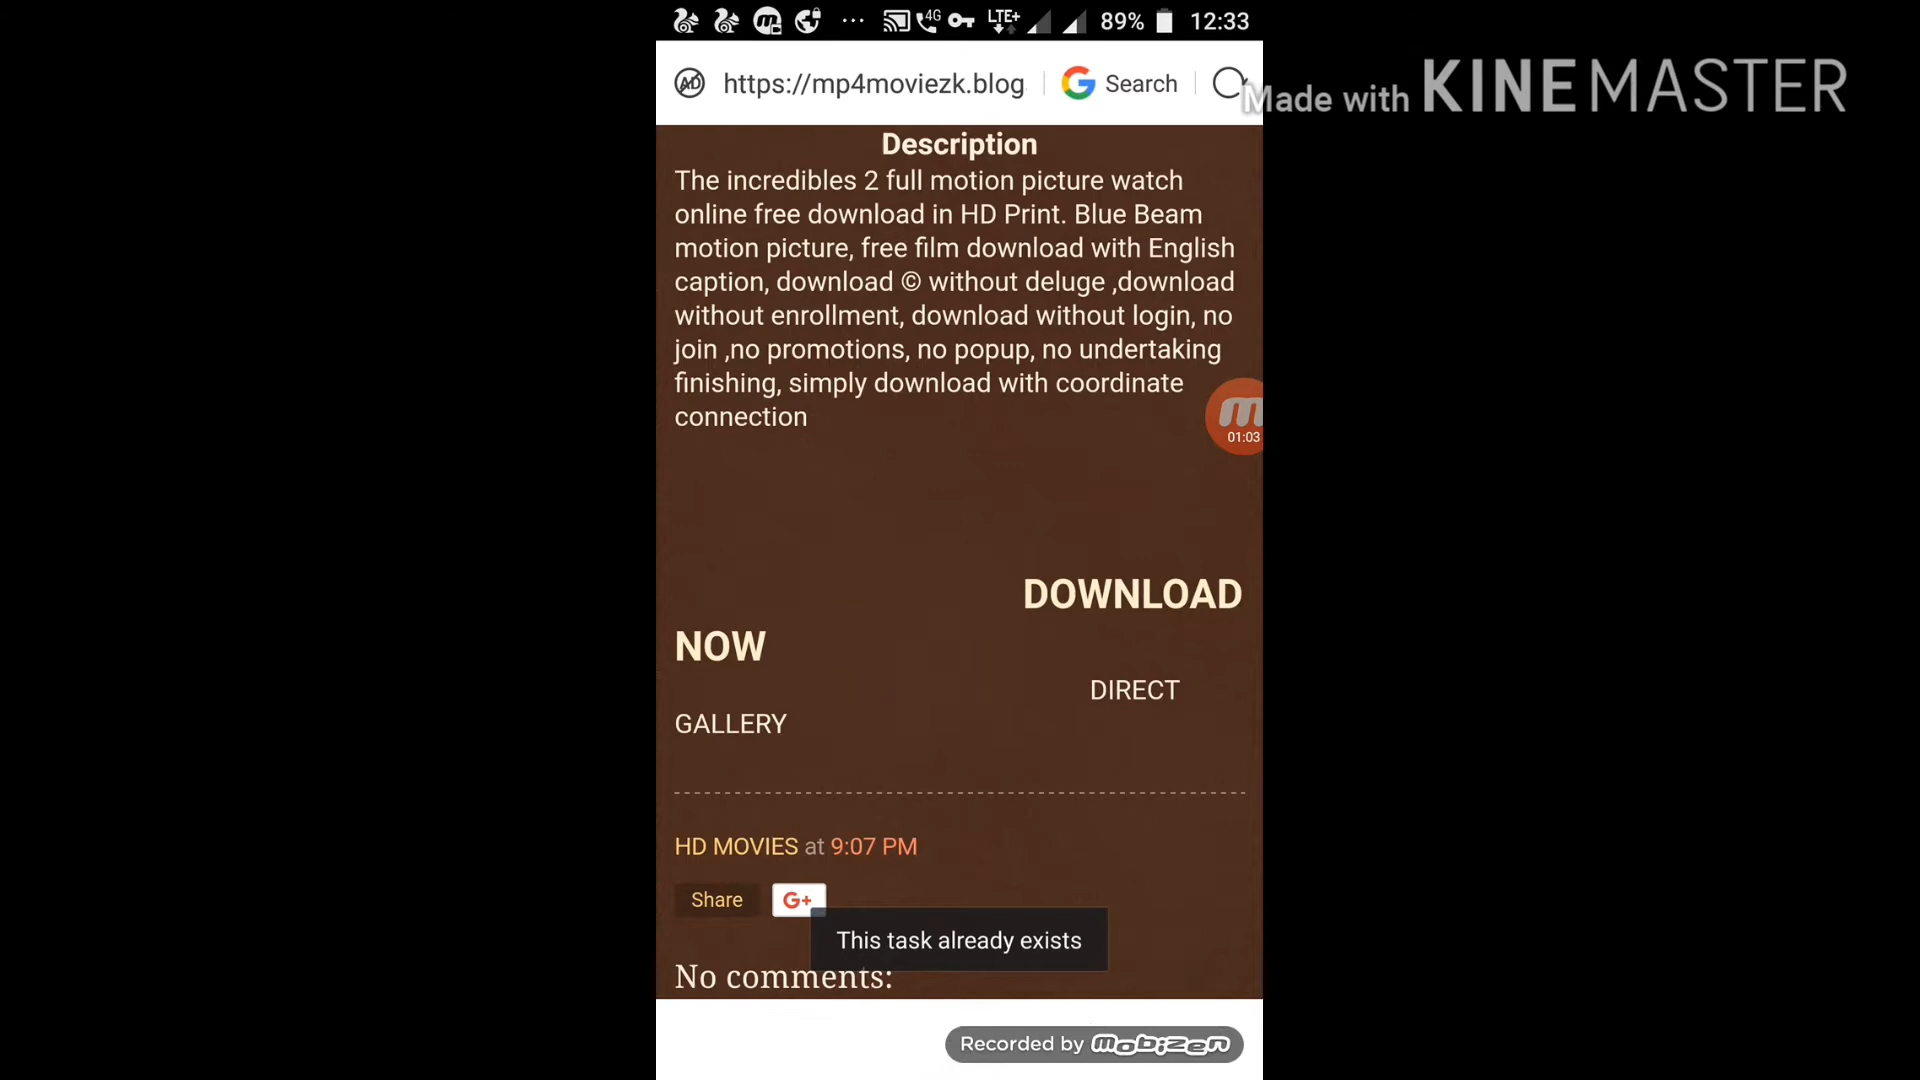 4G LTE+ 89% 12:33
AD https://mp4moviezk.blog Search
Made with KINEMASTER
Description
The incredibles 2 full motion picture watch
online free download in HD Print. Blue Beam
motion picture, free film download with English
caption, download © without deluge ,download
without enrollment, download without login, no
join ,no promotions, no popup, no undertaking
finishing, simply download with coordinate
connection
01:03
DOWNLOAD
NOW
DIRECT
GALLERY
HD MOVIES at 9:07 PM
Share G+
This task already exists
No comments:
Recorded by mobizen